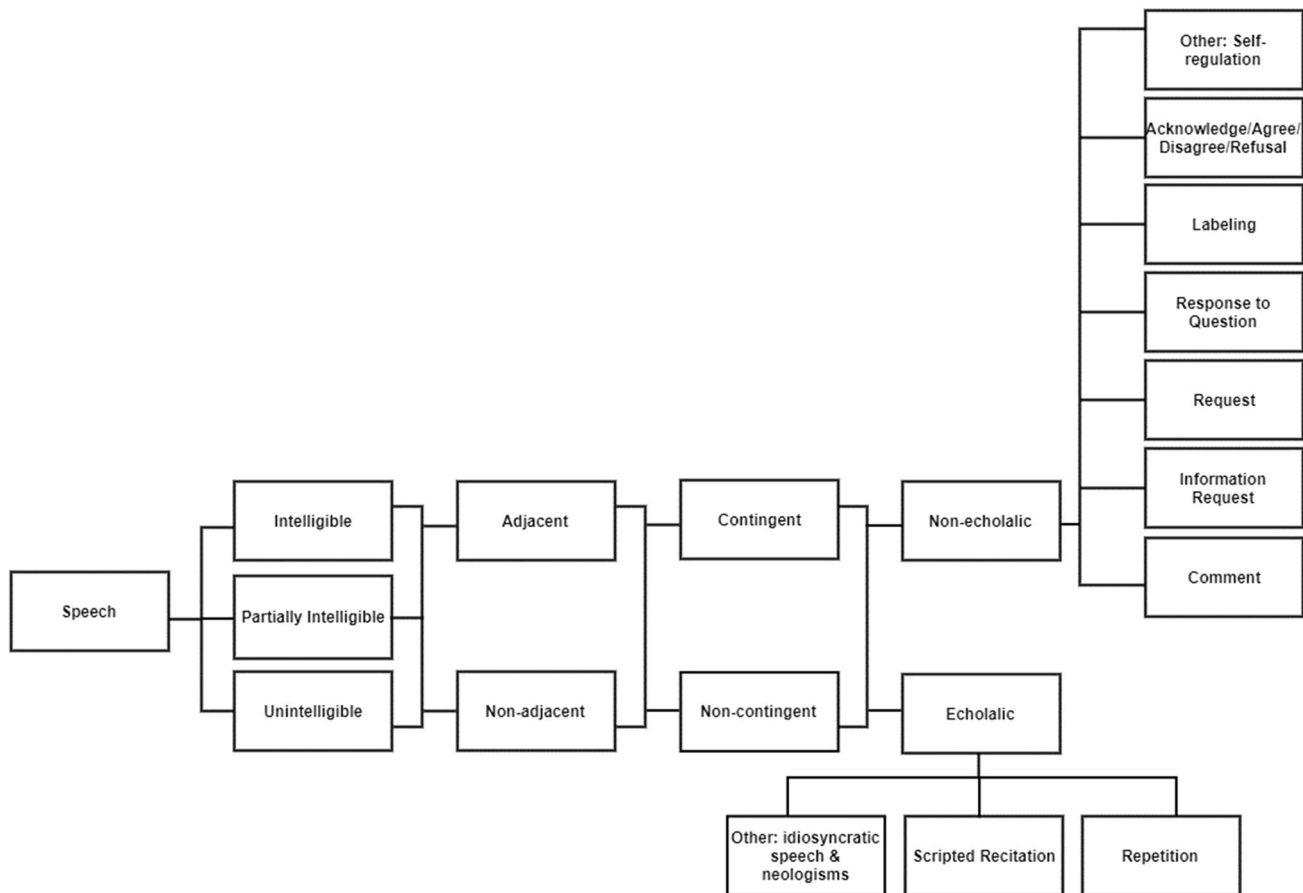 Other: Self-
regulation
Acknowledge/Agree/
Disagree/Refusal
Labeling
Response to
Question
Request
Information
Request
Comment
Intelligible
Adjacent
Contingent
Non-echolalic
Speech
Partially Intelligible
Unintelligible
Non-adjacent
Non-contingent
Echolalic
Other: idiosyncratic
speech &
neologisms
Scripted Recitation
Repetition